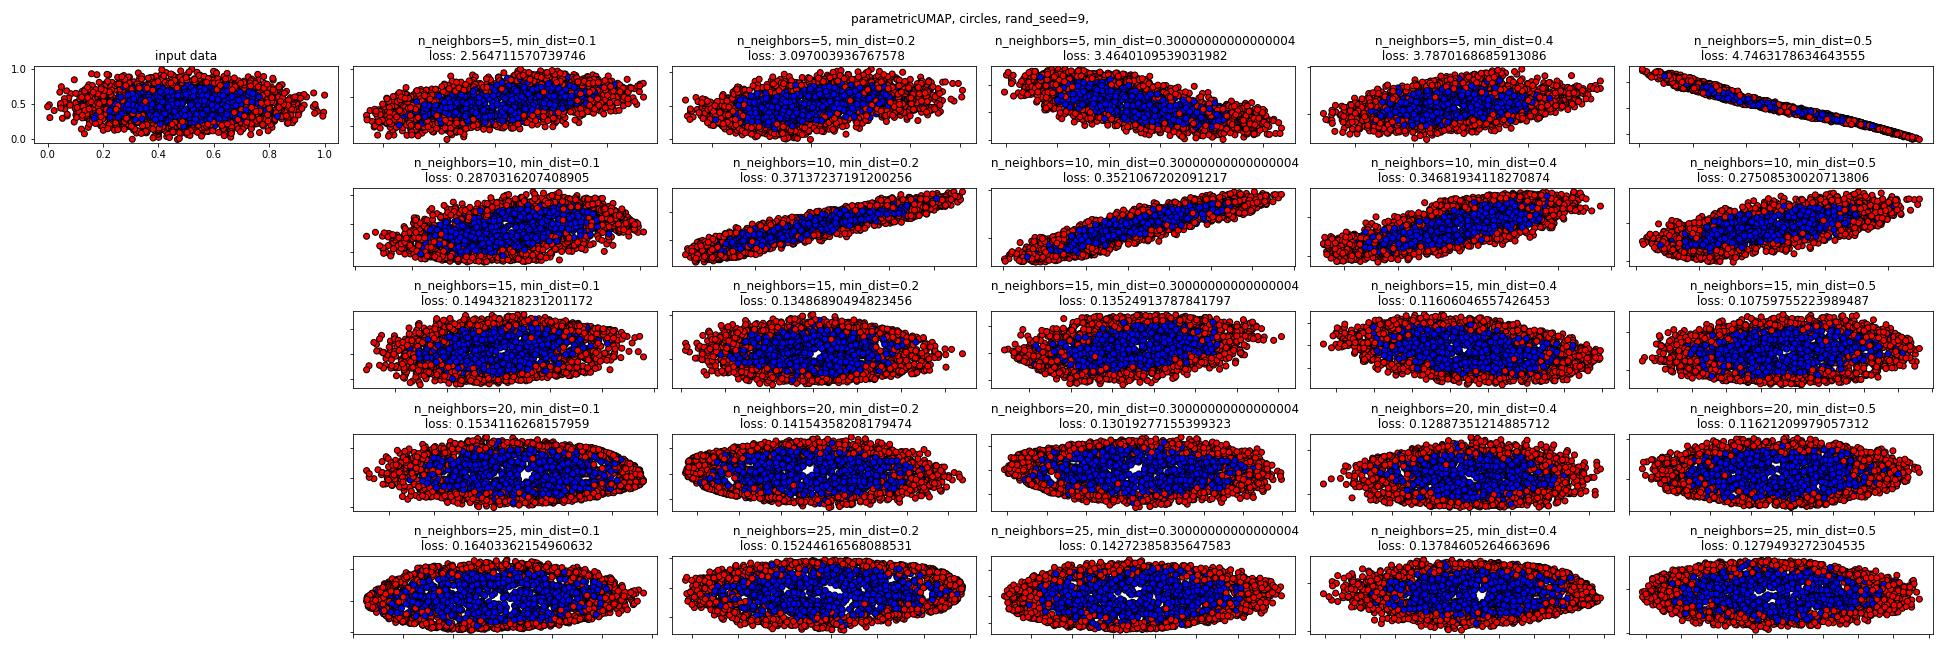 parametricUMAP, circles, rand_seed=9,
input data
1.0
0.5
0.0
0.0 0.2 0.4 0.6 0.8 1.0
n_neighbors=5, min_dist=0.1
loss: 2.564711570739746
n_neighbors=5, min_dist=0.2
loss: 3.097003936767578
n_neighbors=5, min_dist=0.30000000000000004
loss: 3.4640109539031982
n_neighbors=5, min_dist=0.4
loss: 3.7870168685913086
n_neighbors=5, min_dist=0.5
loss: 4.7463178634643555
n_neighbors=10, min_dist=0.1
loss: 0.28703162074089​05
n_neighbors=10, min_dist=0.2
loss: 0.37137237191200256
n_neighbors=10, min_dist=0.30000000000000004
loss: 0.3521067202091217
n_neighbors=10, min_dist=0.4
loss: 0.34681934118270874
n_neighbors=10, min_dist=0.5
loss: 0.27508530020713806
n_neighbors=15, min_dist=0.1
loss: 0.14943218231201172
n_neighbors=15, min_dist=0.2
loss: 0.13486890494823456
n_neighbors=15, min_dist=0.30000000000000004
loss: 0.13524913787841797
n_neighbors=15, min_dist=0.4
loss: 0.11606046557426453
n_neighbors=15, min_dist=0.5
loss: 0.10759755223989487
n_neighbors=20, min_dist=0.1
loss: 0.1534116268157959
n_neighbors=20, min_dist=0.2
loss: 0.14154358208179474
n_neighbors=20, min_dist=0.30000000000000004
loss: 0.13019277155399323
n_neighbors=20, min_dist=0.4
loss: 0.12887351214885712
n_neighbors=20, min_dist=0.5
loss: 0.11621209979057312
n_neighbors=25, min_dist=0.1
loss: 0.16403362154960632
n_neighbors=25, min_dist=0.2
loss: 0.15244616568088531
n_neighbors=25, min_dist=0.30000000000000004
loss: 0.14272385835647583
n_neighbors=25, min_dist=0.4
loss: 0.13784605264663696
n_neighbors=25, min_dist=0.5
loss: 0.1279493272304535